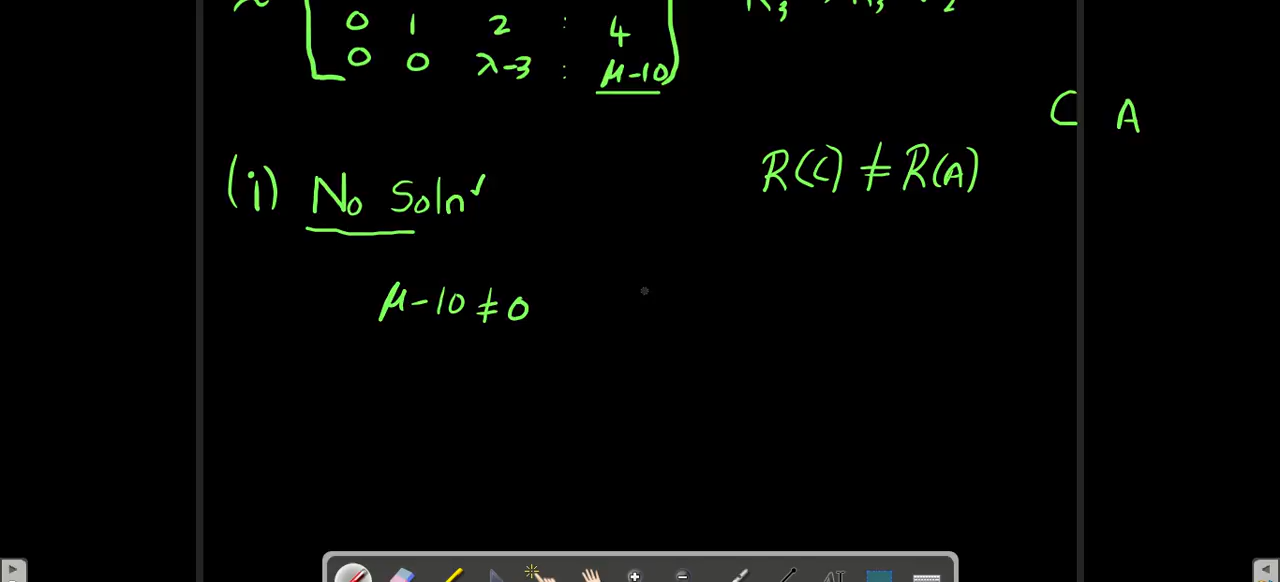 0 1 2 : 4
0 0 λ-3 : μ-10
C A
(i) No Soln
R(C) ≠ R(A)
μ-10 ≠ 0